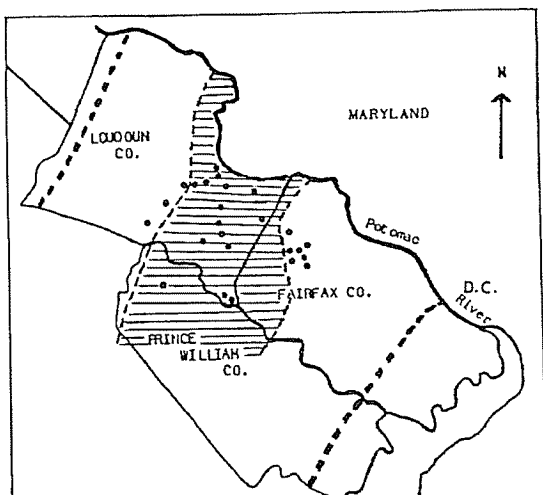 N
MARYLAND
LOUDOUN
CO.
Potomac
River
D.C.
FAIRFAX CO.
PRINCE
WILLIAM
CO.